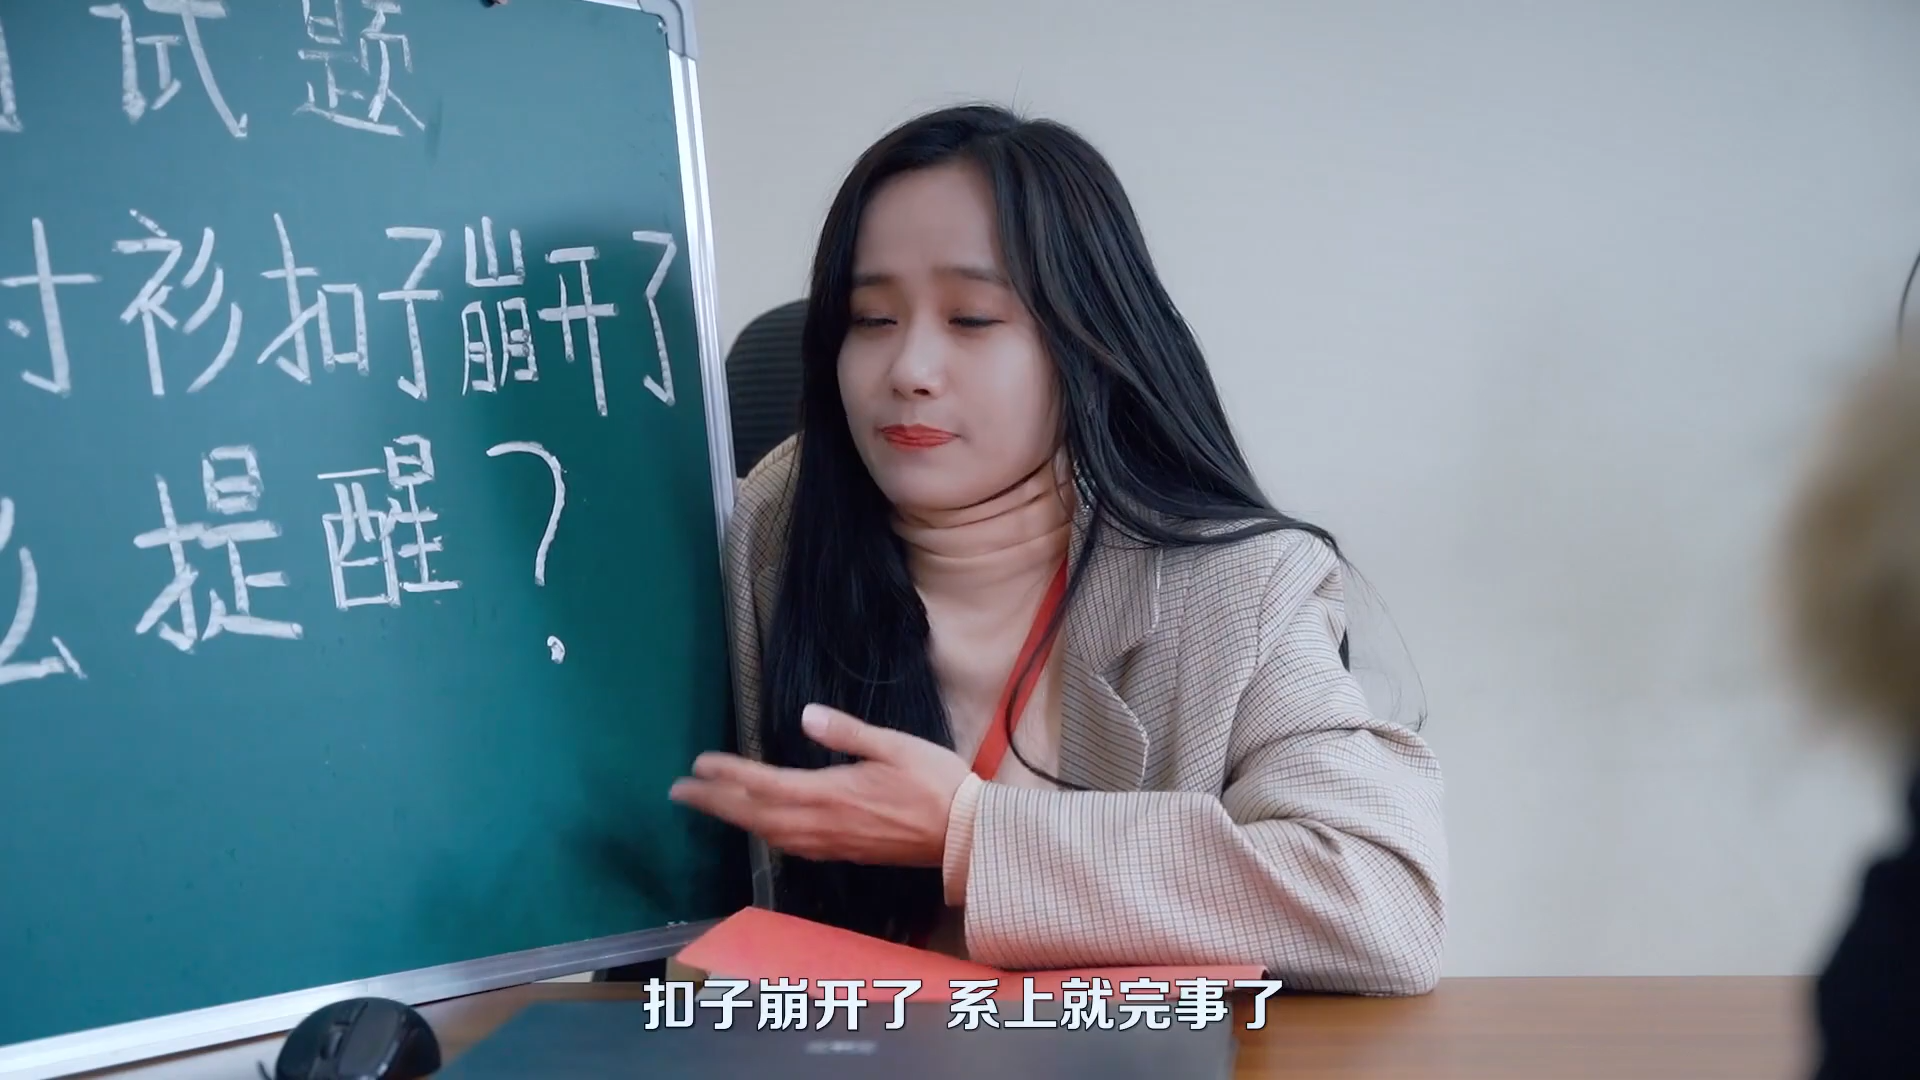 试题
衬衫扣子崩开了
么提醒?
扣子崩开了 系上就完事了